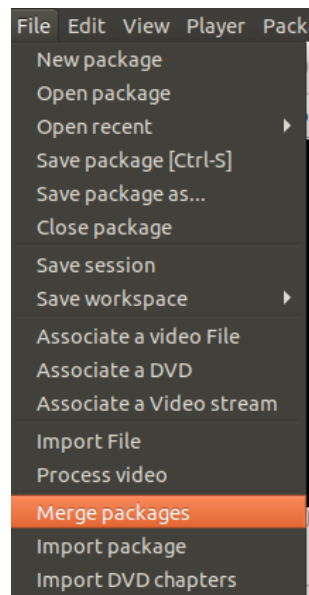 File Edit View Player Pack
New package
Open package
Open recent
Save package [Ctrl-S]
Save package as...
Close package
Save session
Save workspace
Associate a video File
Associate a DVD
Associate a Video stream
Import File
Process video
Merge packages
Import package
Import DVD chapters